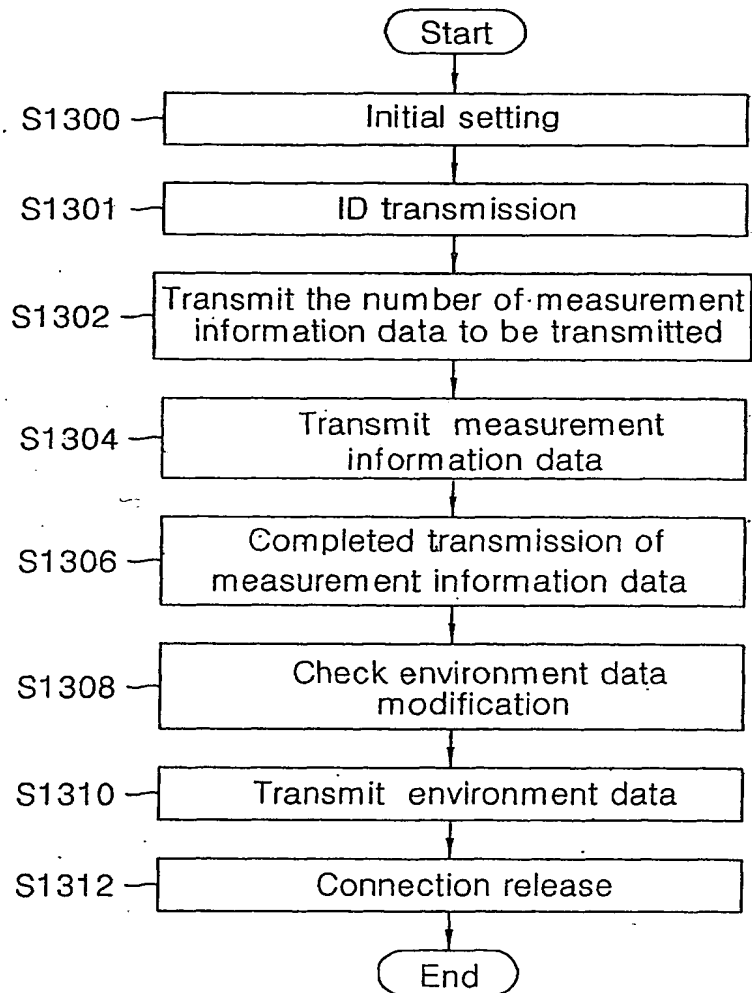 Start
S1300
Initial setting
S1301
ID transmission
S1302
Transmit the number of measurement
information data to be transmitted
S1304
Transmit measurement
information data
S1306
Completed transmission of
measurement information data
S1308
Check environment data
modification
S1310
Transmit environment data
S1312
Connection release
End